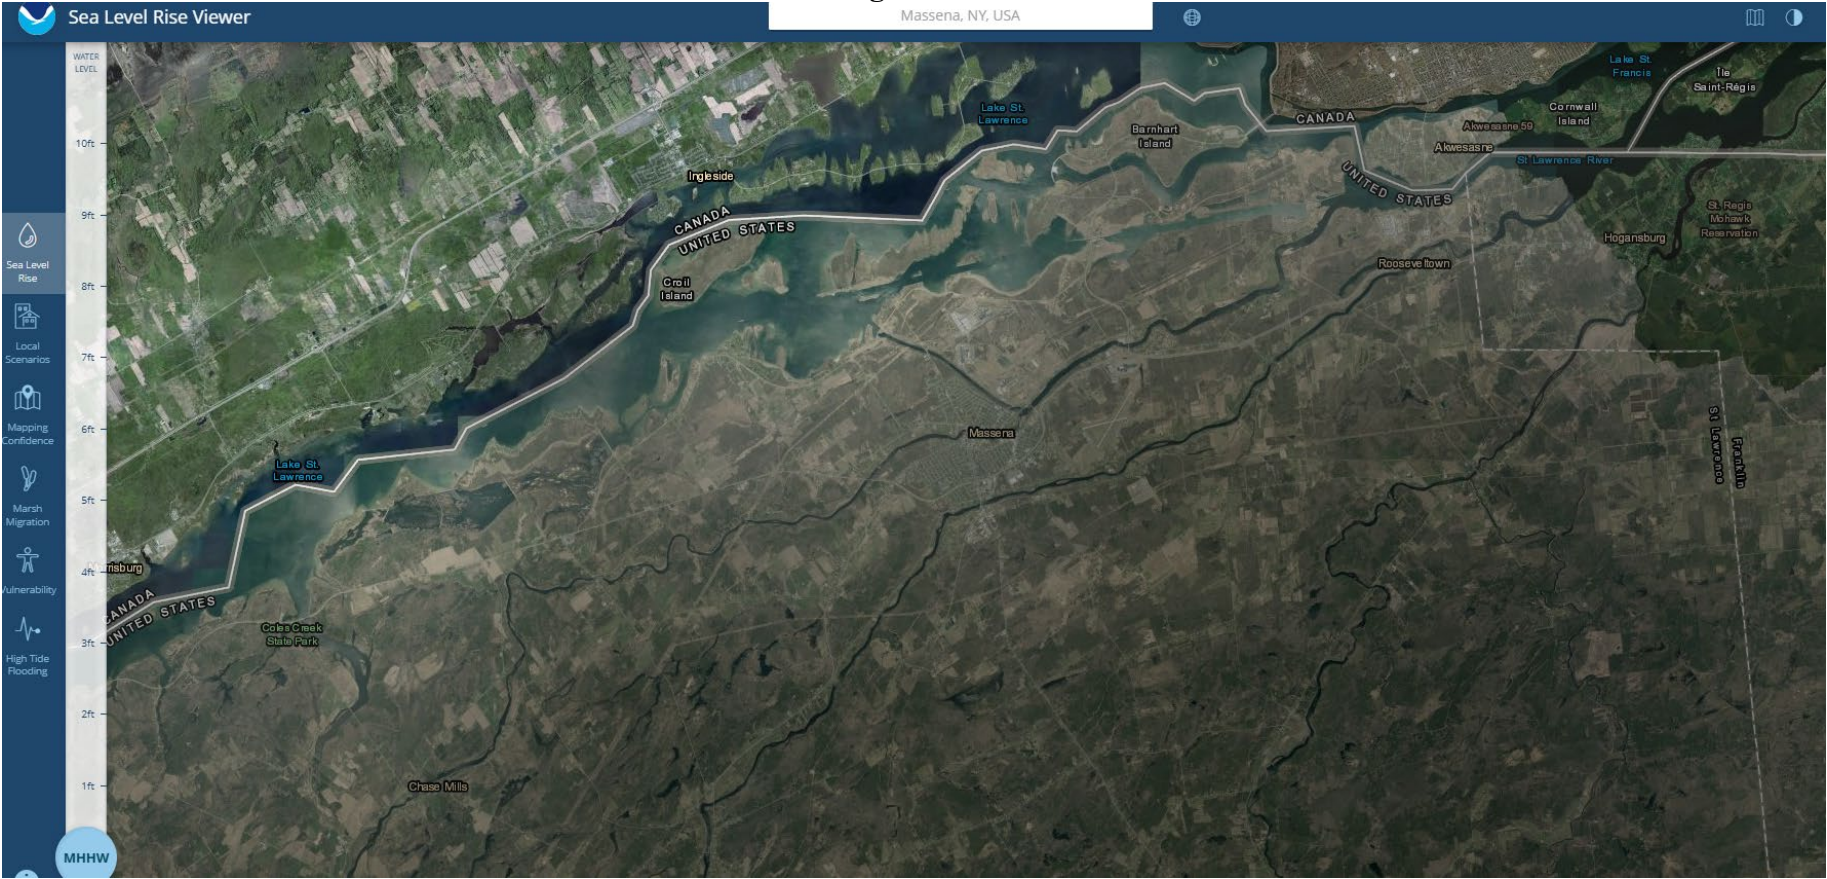 Sea Level Rise Viewer
Massena, NY, USA
WATER
LEVEL
10ft
9ft
8ft
7ft
6ft
5ft
4ft
3ft
2ft
1ft
MHHW
Sea Level
Rise
Local
Scenarios
Mapping
Confidence
Marsh
Migration
Vulnerability
High Tide
Flooding
Lake St.
Francis
Île
Saint-Régis
Cornwall
Island
Lake St.
Lawrence
Barnhart
Island
CANADA
Akwesasne 59
Akwesasne
St Lawrence River
UNITED STATES
Ingleside
CANADA
UNITED STATES
St. Regis
Mohawk
Reservation
Hogansburg
Rooseveltown
Croil
Island
Massena
St Lawrence
Franklin
Lake St.
Lawrence
rrisburg
CANADA
UNITED STATES
Coles Creek
State Park
Chase Mills